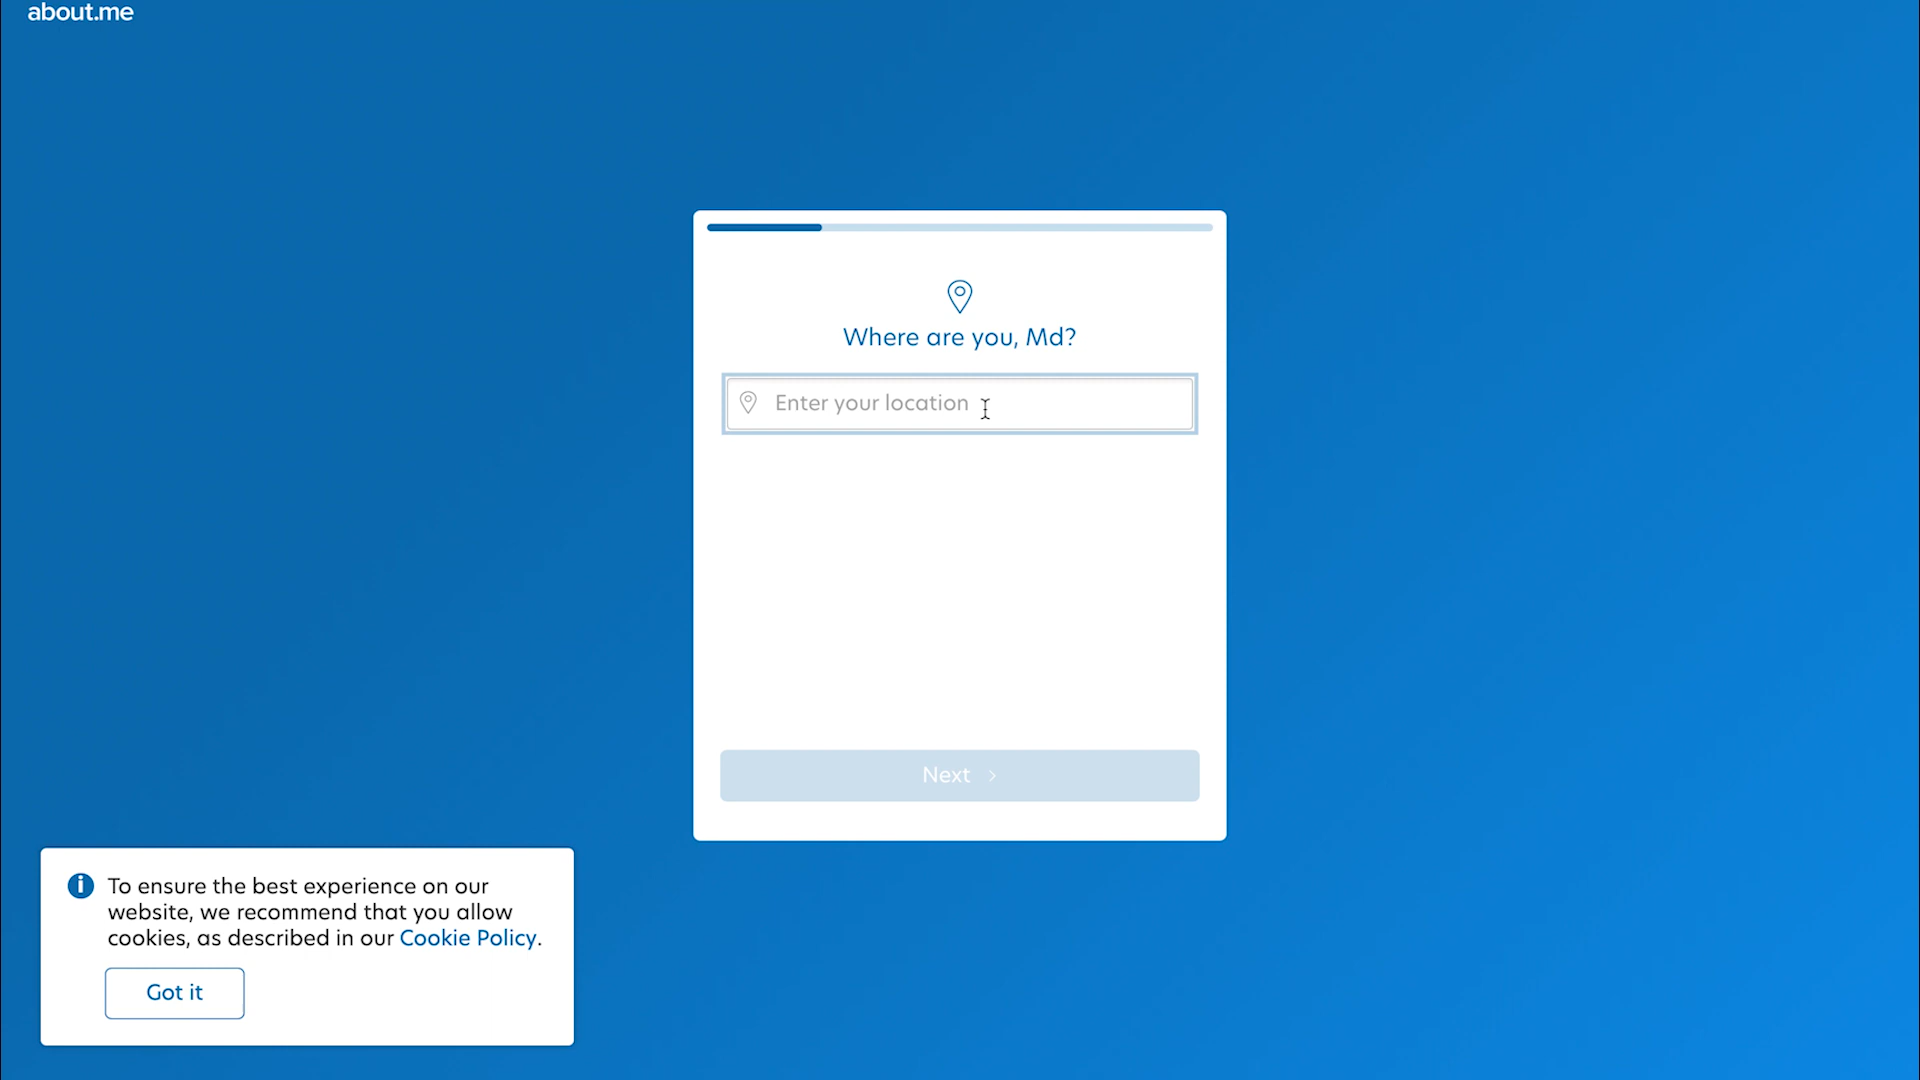 about.me
Where are you, Md?
Enter your location
Next
To ensure the best experience on our
website, we recommend that you allow
cookies, as described in our Cookie Policy.
Got it